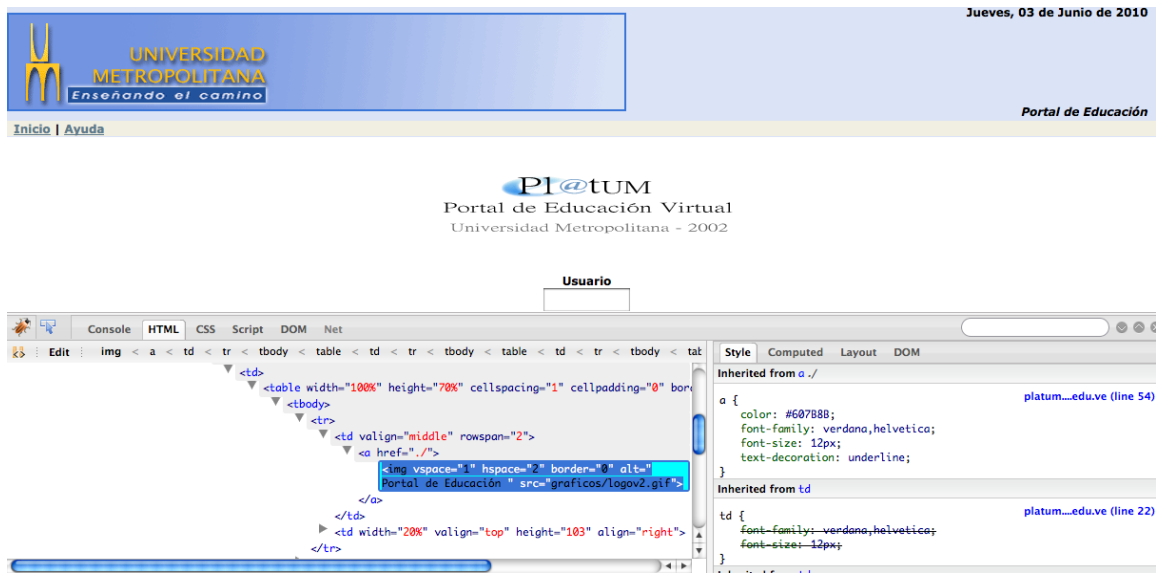 Jueves, 03 de Junio de 2010
UNIVERSIDAD
METROPOLITANA
Enseñando el camino
Portal de Educación
Inicio | Ayuda
Pl@tUM
Portal de Educación Virtual
Universidad Metropolitana - 2002
Usuario
Console HTML CSS Script DOM Net
Edit img < a < td < tr < tbody < table < td < tr < tbody < table < td < tr < tbody < tab
Style Computed Layout DOM
<td>
<table width="100%" height="70%" cellspacing="1" cellpadding="0" bor
<tbody>
<tr>
<td valign="middle" rowspan="2">
<a href="./">
<img vspace="1" hspace="2" border="0" alt="
Portal de Educación " src="graficos/logov2.gif">
</a>
</td>
<td width="20%" valign="top" height="103" align="right">
</tr>
Inherited from a ./
a { platum....edu.ve (line 54)
color: #607B8B;
font-family: verdana,helvetica;
font-size: 12px;
text-decoration: underline;
}
Inherited from td
td { platum....edu.ve (line 22)
font-family: verdana,helvetica;
font-size: 12px;
}